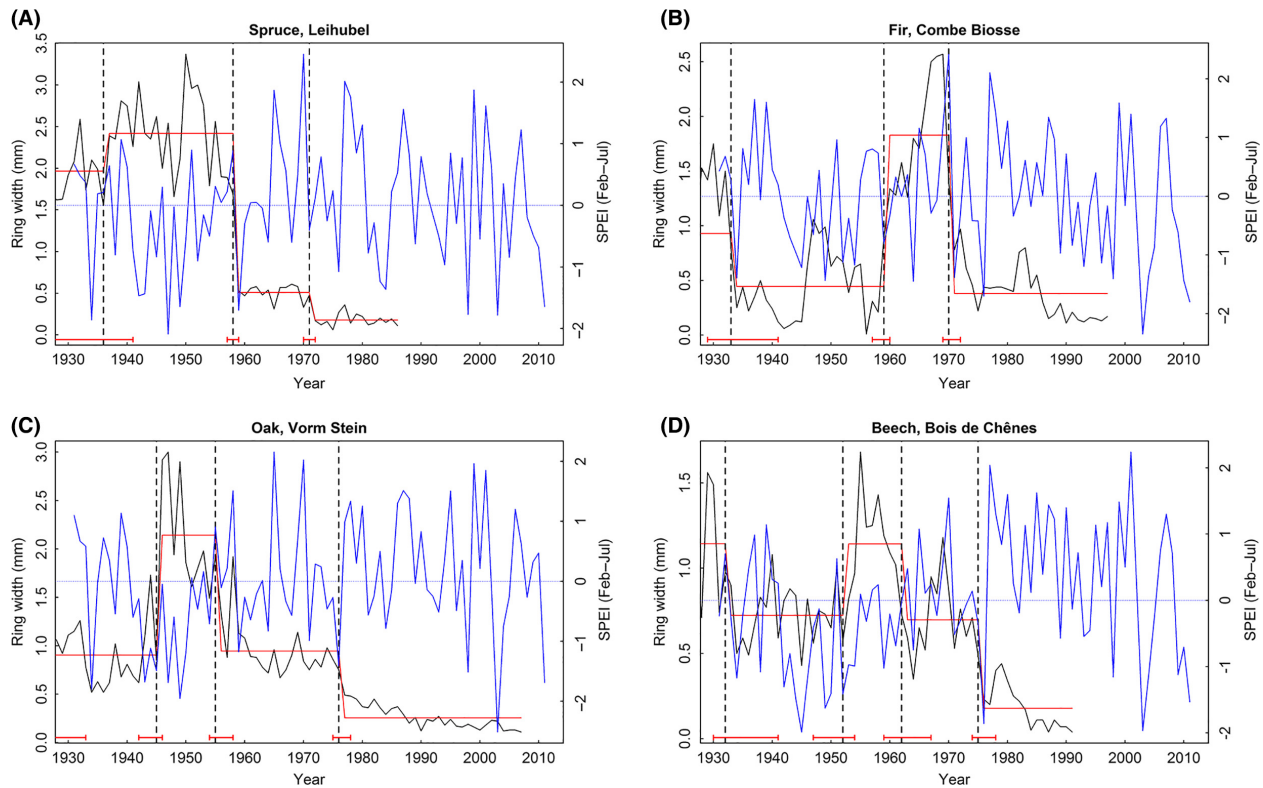 (A)
Spruce, Leihubel
Ring width (mm)
0.0 0.5 1.0 1.5 2.0 2.5 3.0 3.5
SPEI (Feb–Jul)
−2 −1 0 1 2
1930 1940 1950 1960 1970 1980 1990 2000 2010
Year
(B)
Fir, Combe Biosse
Ring width (mm)
0.0 0.5 1.0 1.5 2.0 2.5
SPEI (Feb–Jul)
−2 −1 0 1 2
1930 1940 1950 1960 1970 1980 1990 2000 2010
Year
(C)
Oak, Vorm Stein
Ring width (mm)
0.0 0.5 1.0 1.5 2.0 2.5 3.0
SPEI (Feb–Jul)
−2 −1 0 1 2
1930 1940 1950 1960 1970 1980 1990 2000 2010
Year
(D)
Beech, Bois de Chênes
Ring width (mm)
0.0 0.5 1.0 1.5
SPEI (Feb–Jul)
−2 −1 0 1 2
1930 1940 1950 1960 1970 1980 1990 2000 2010
Year